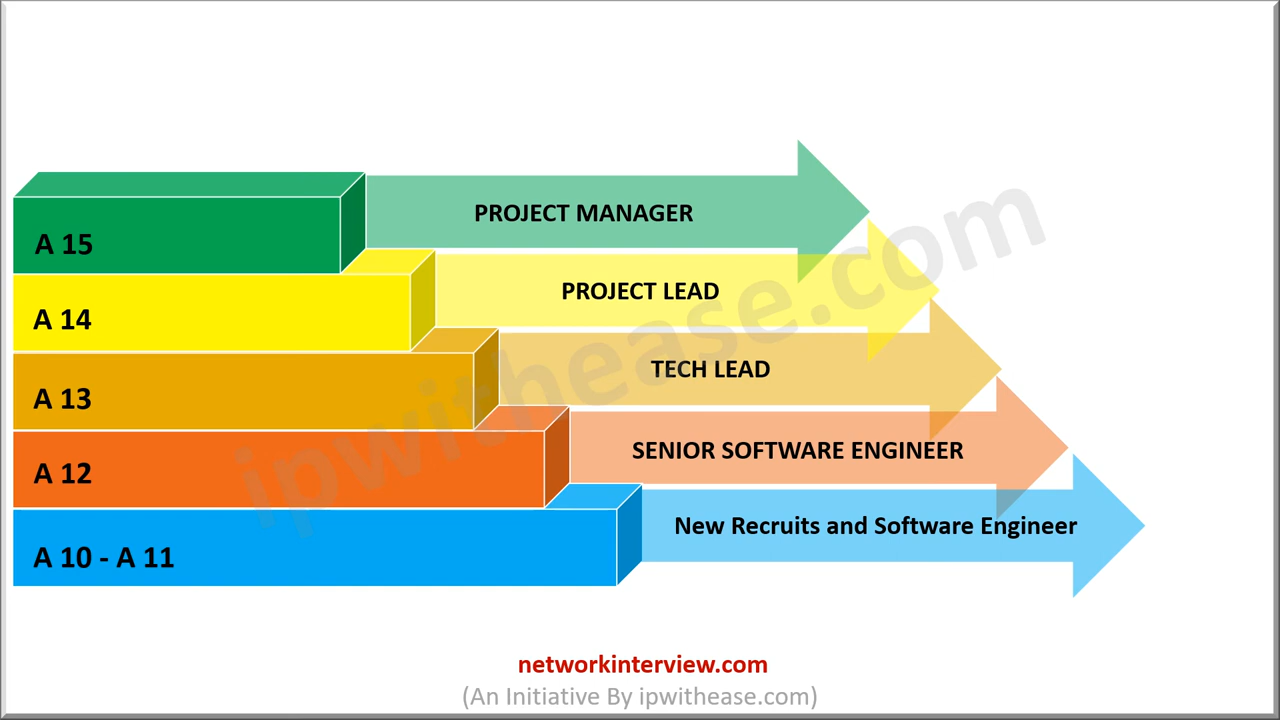 A 15
PROJECT MANAGER
A 14
PROJECT LEAD
A 13
TECH LEAD
A 12
SENIOR SOFTWARE ENGINEER
A 10 - A 11
New Recruits and Software Engineer
ipwithease.com
networkinterview.com
(An Initiative By ipwithease.com)